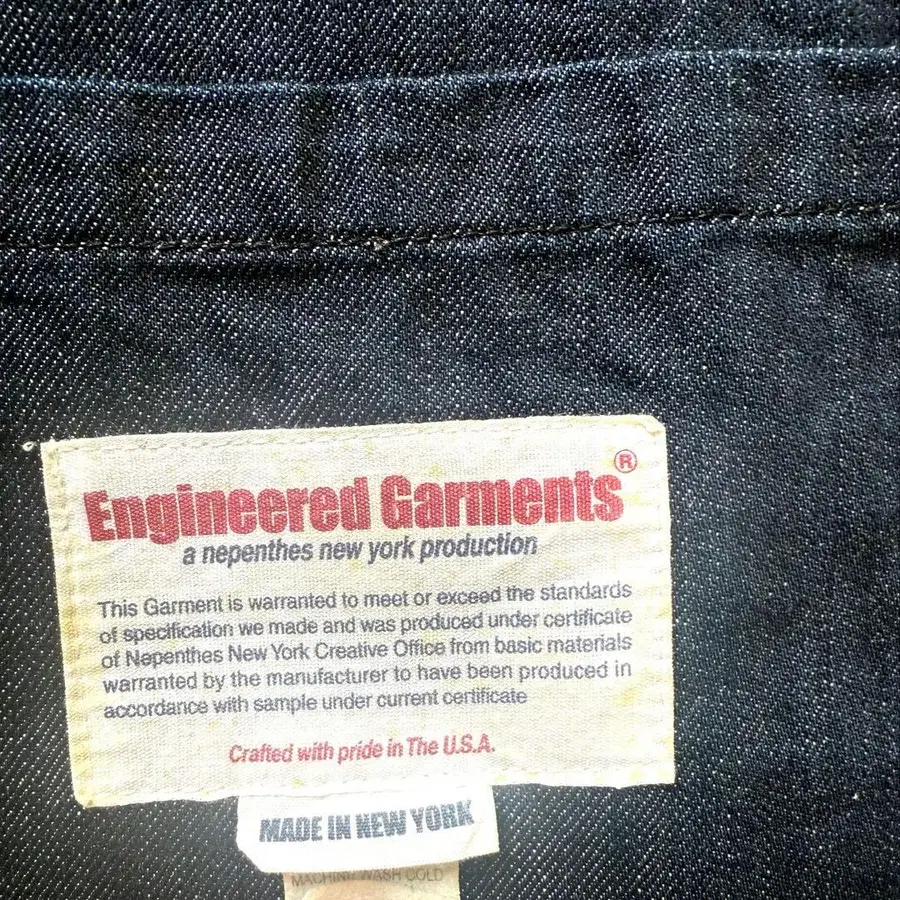 Engineered Garments®
a nepenthes new york production
This Garment is warranted to meet or exceed the standards
of specification we made and was produced under certificate
of Nepenthes New York Creative Office from basic materials
warranted by the manufacturer to have been produced in
accordance with sample under current certificate
Crafted with pride in The U.S.A.
MADE IN NEW YORK
MACHINE WASH COLD